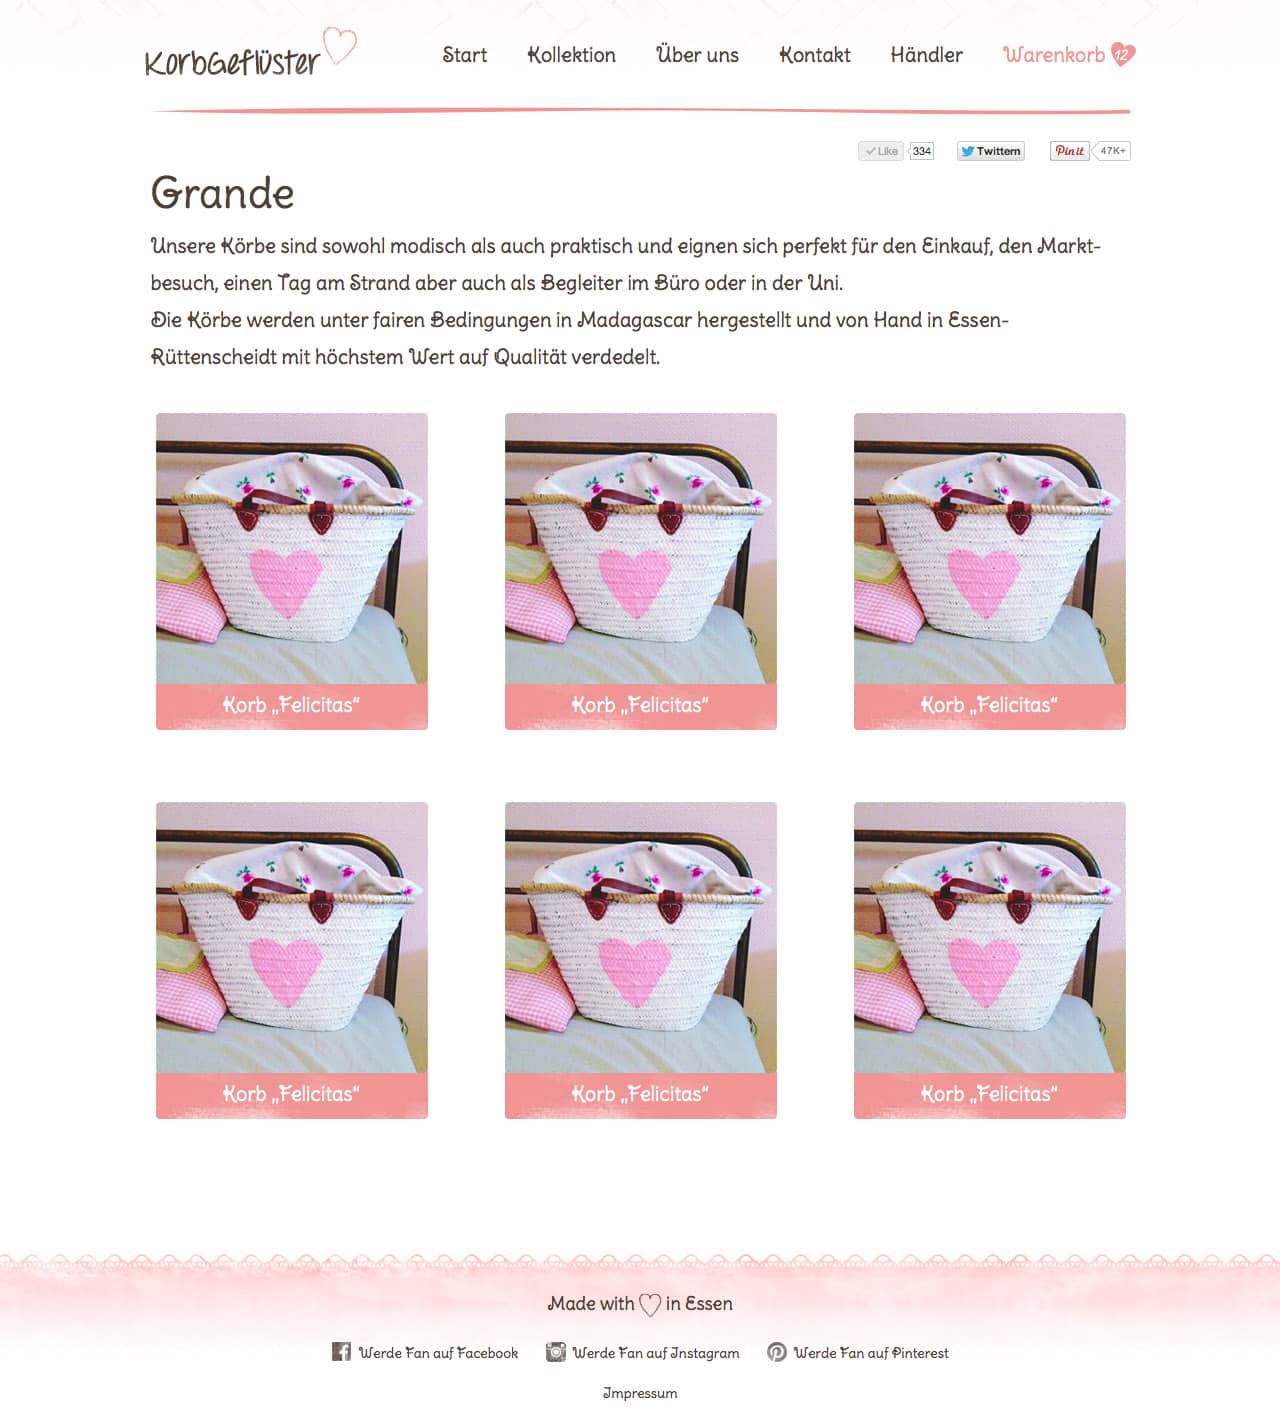 KorbGeflüster
Start Kollektion Über uns Kontakt Händler Warenkorb 12
Like 334 Twittern Pin it 47K+
Grande
Unsere Körbe sind sowohl modisch als auch praktisch und eignen sich perfekt für den Einkauf, den Markt-
besuch, einen Tag am Strand aber auch als Begleiter im Büro oder in der Uni.
Die Körbe werden unter fairen Bedingungen in Madagascar hergestellt und von Hand in Essen-
Rüttenscheidt mit höchstem Wert auf Qualität verdedelt.
Korb „Felicitas“ Korb „Felicitas“ Korb „Felicitas“
Korb „Felicitas“ Korb „Felicitas“ Korb „Felicitas“
Made with in Essen
Werde Fan auf Facebook Werde Fan auf Instagram Werde Fan auf Pinterest
Impressum